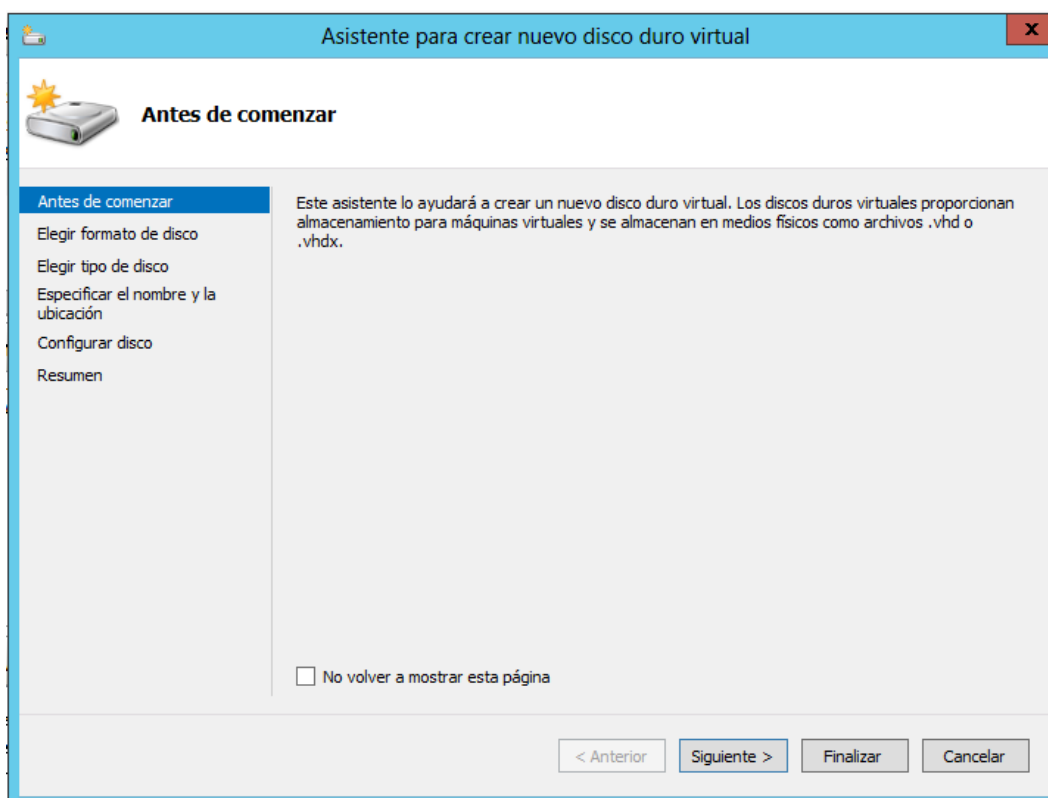 Asistente para crear nuevo disco duro virtual
x
Antes de comenzar
Antes de comenzar
Elegir formato de disco
Elegir tipo de disco
Especificar el nombre y la
ubicación
Configurar disco
Resumen
Este asistente lo ayudará a crear un nuevo disco duro virtual. Los discos duros virtuales proporcionan
almacenamiento para máquinas virtuales y se almacenan en medios físicos como archivos .vhd o
.vhdx.
No volver a mostrar esta página
< Anterior
Siguiente >
Finalizar
Cancelar